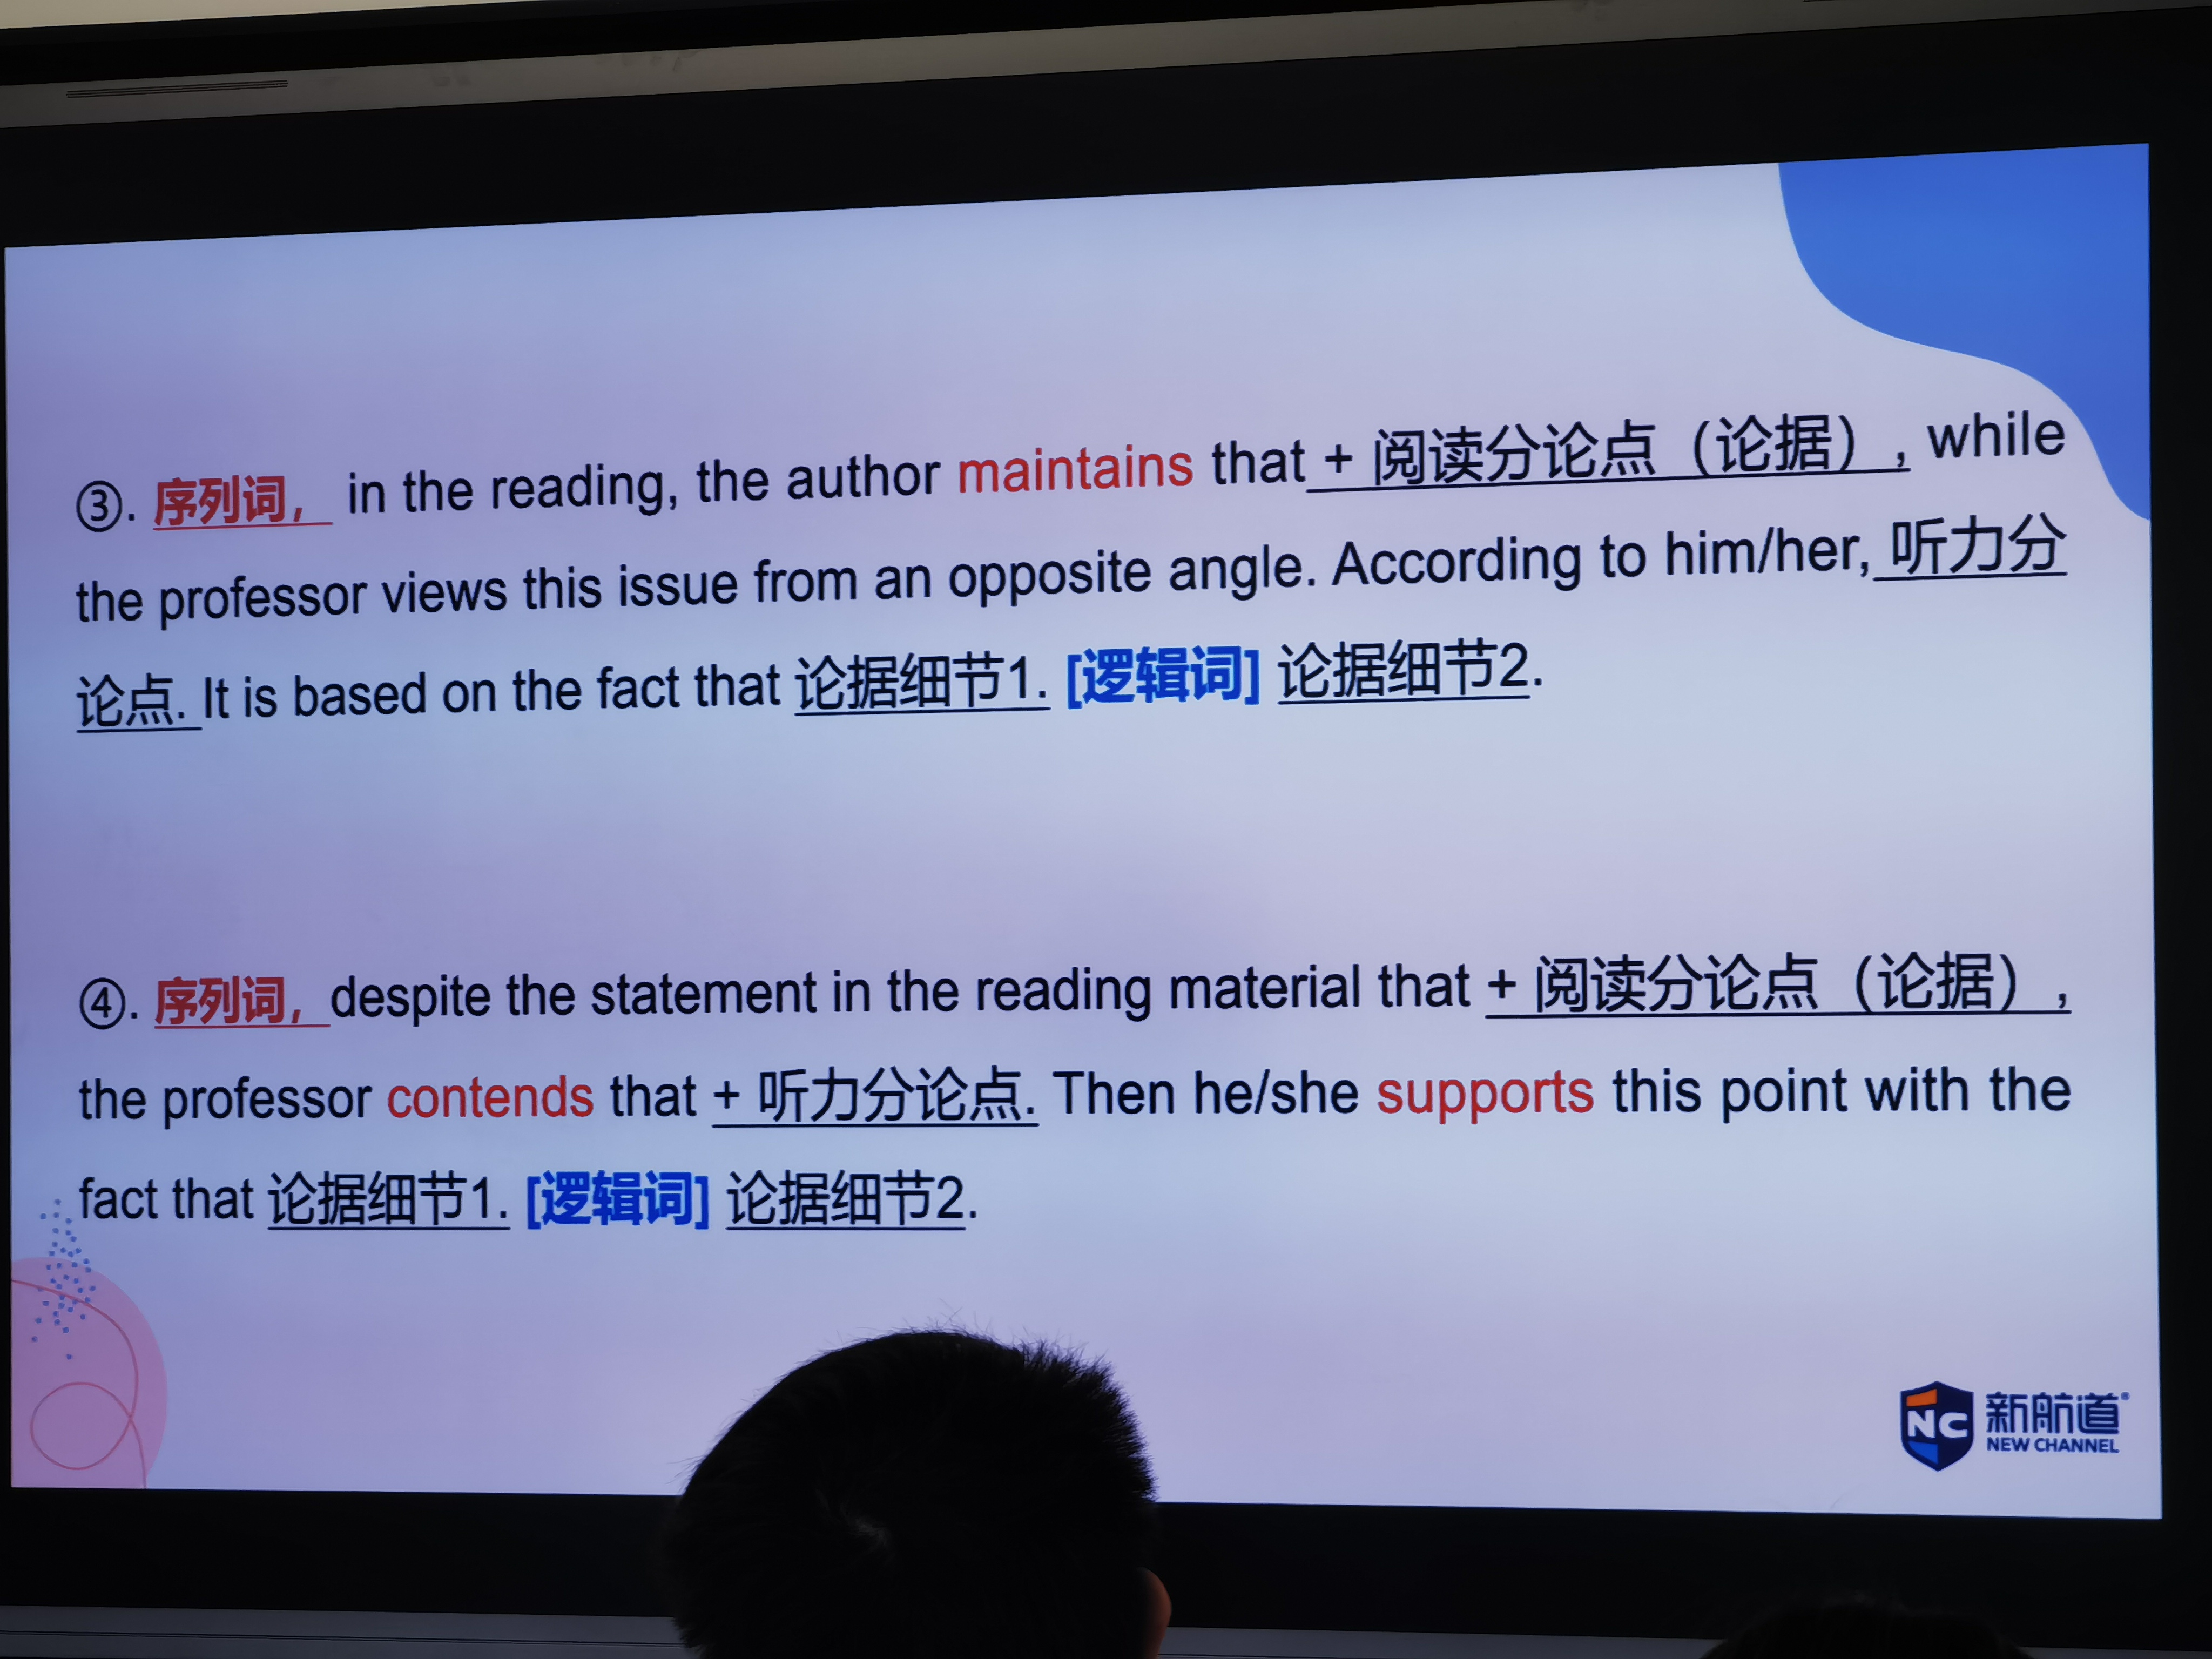 ③. 序列词， in the reading, the author maintains that + 阅读分论点（论据）, while
the professor views this issue from an opposite angle. According to him/her, 听力分
论点. It is based on the fact that 论据细节1. [逻辑词] 论据细节2.
④. 序列词，despite the statement in the reading material that + 阅读分论点（论据）,
the professor contends that + 听力分论点. Then he/she supports this point with the
fact that 论据细节1. [逻辑词] 论据细节2.
NC 新航道®
NEW CHANNEL